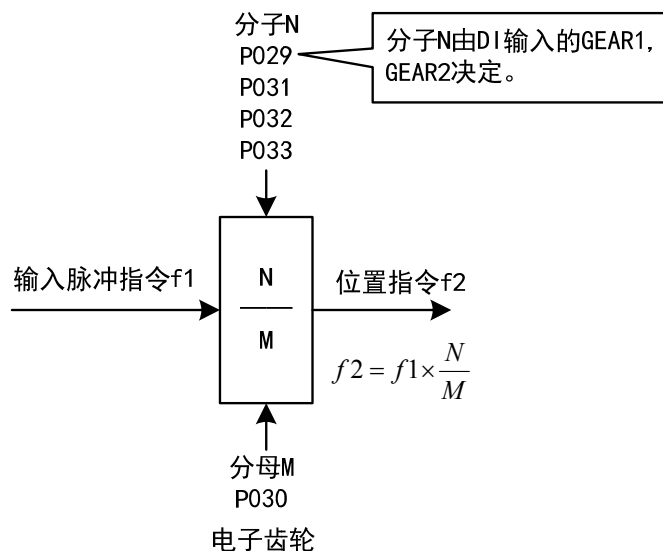 分子N
P029
P031
P032
P033
分子N由DI输入的GEAR1，
GEAR2决定。
输入脉冲指令f1
N
M
位置指令f2
f2 = f1 × N/M
分母M
P030
电子齿轮